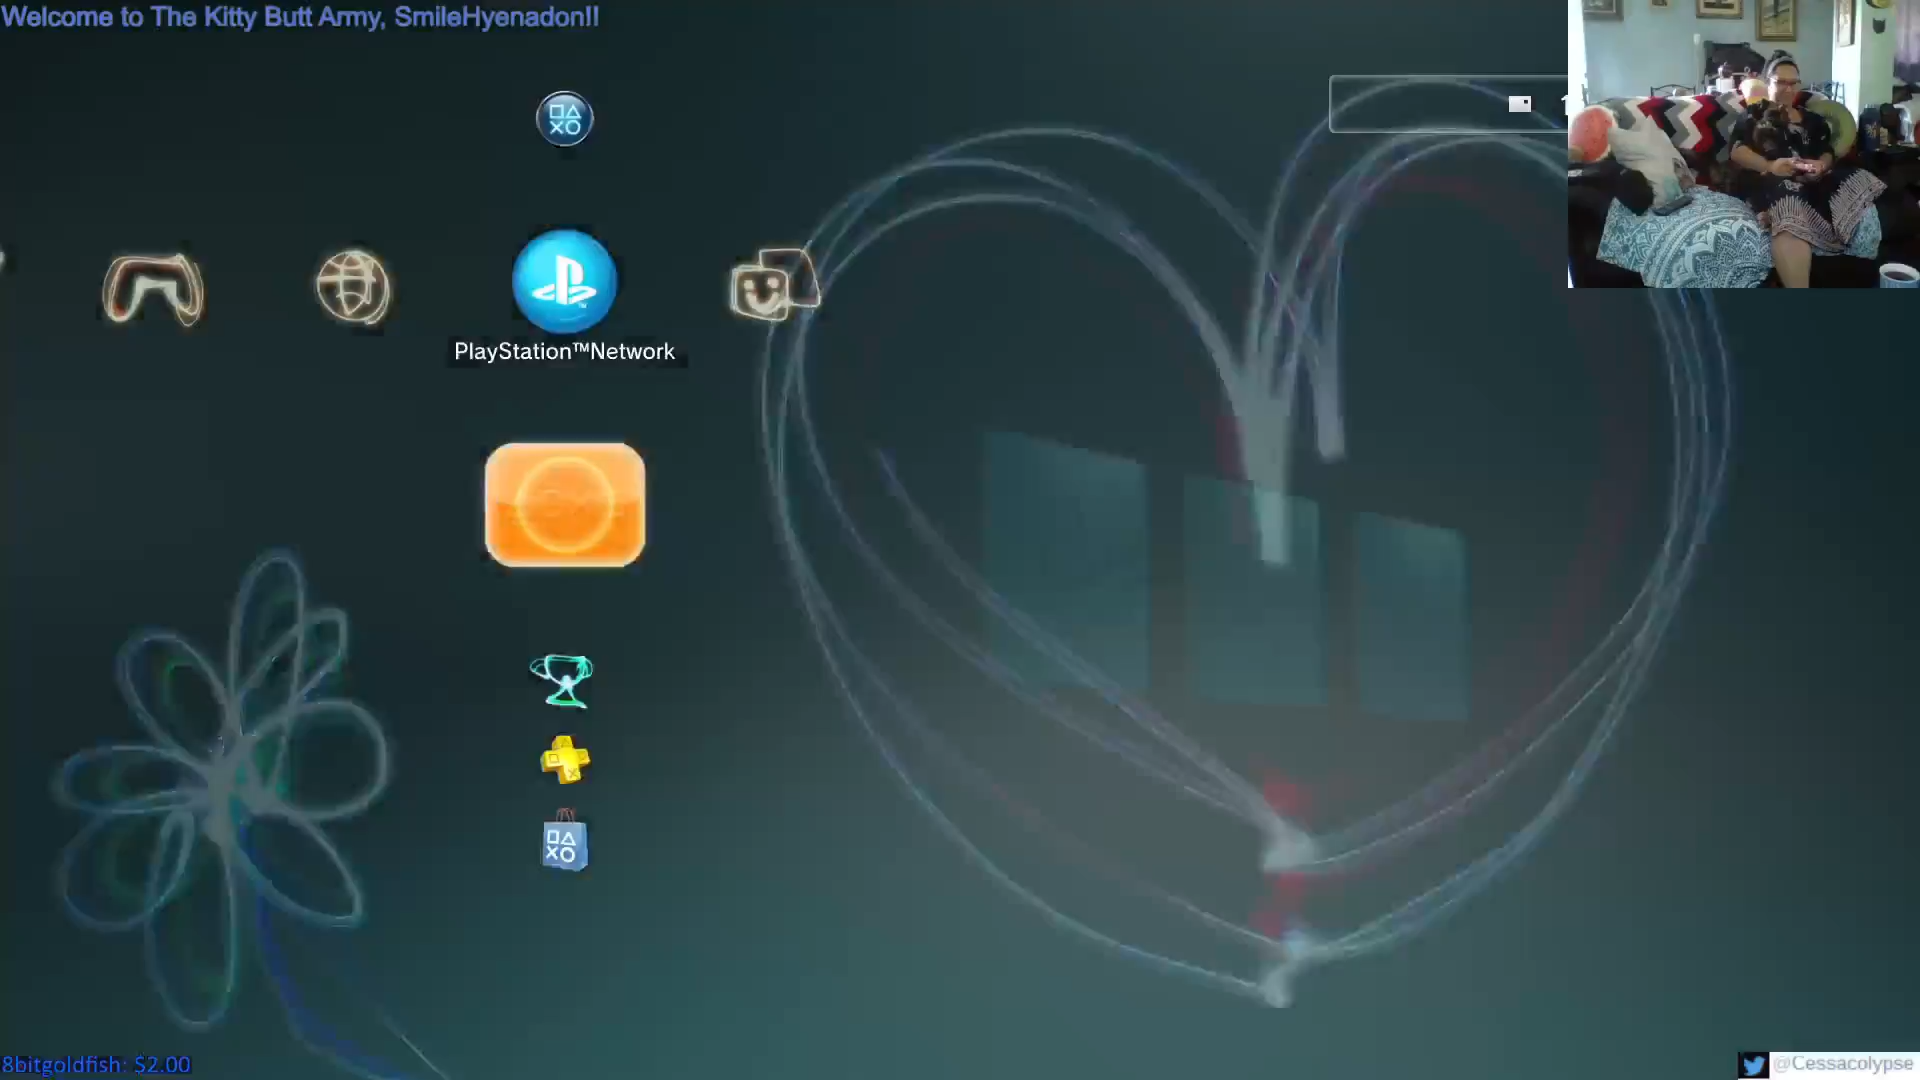 Welcome to The Kitty Butt Army, SmileHyenadon!!
PlayStation™Network
8bitgoldfish: $2.00
@Cessacolypse